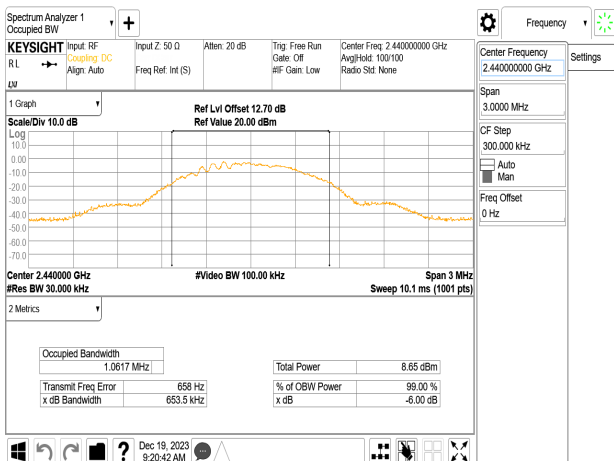 Spectrum Analyzer 1
Occupied BW
Frequency
KEYSIGHT
R L
LXI
Input: RF
Coupling: DC
Align: Auto
Input Z: 50 Ω
Freq Ref: Int (S)
Atten: 20 dB
Trig: Free Run
Gate: Off
#IF Gain: Low
Center Freq: 2.440000000 GHz
Avg|Hold: 100/100
Radio Std: None
Center Frequency
2.440000000 GHz
Settings
Span
3.0000 MHz
CF Step
300.000 kHz
Auto
Man
Freq Offset
0 Hz
1 Graph
Scale/Div 10.0 dB
Ref Lvl Offset 12.70 dB
Ref Value 20.00 dBm
Log
10.0
0.00
-10.0
-20.0
-30.0
-40.0
-50.0
-60.0
-70.0
Center 2.440000 GHz
#Video BW 100.00 kHz
Span 3 MHz
#Res BW 30.000 kHz
Sweep 10.1 ms (1001 pts)
2 Metrics
Occupied Bandwidth
1.0617 MHz
Total Power 8.65 dBm
Transmit Freq Error 658 Hz
% of OBW Power 99.00 %
x dB Bandwidth 653.5 kHz
x dB -6.00 dB
?
Dec 19, 2023
9:20:42 AM